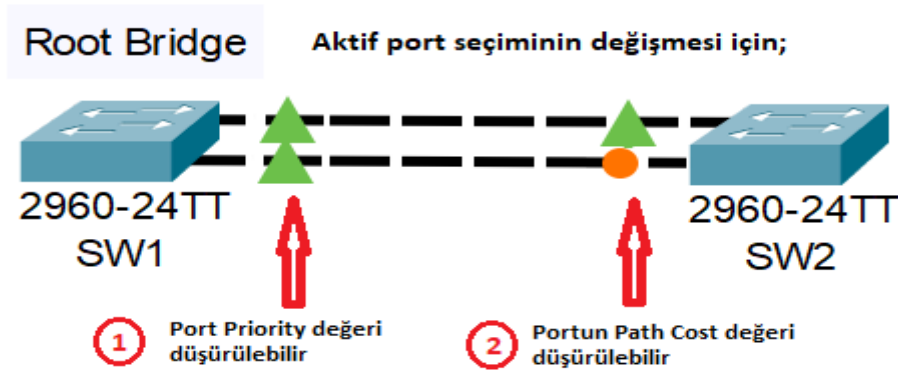 Root Bridge
Aktif port seçiminin değişmesi için;
2960-24TT
SW1
2960-24TT
SW2
1
Port Priority değeri
düşürülebilir
2
Portun Path Cost değeri
düşürülebilir